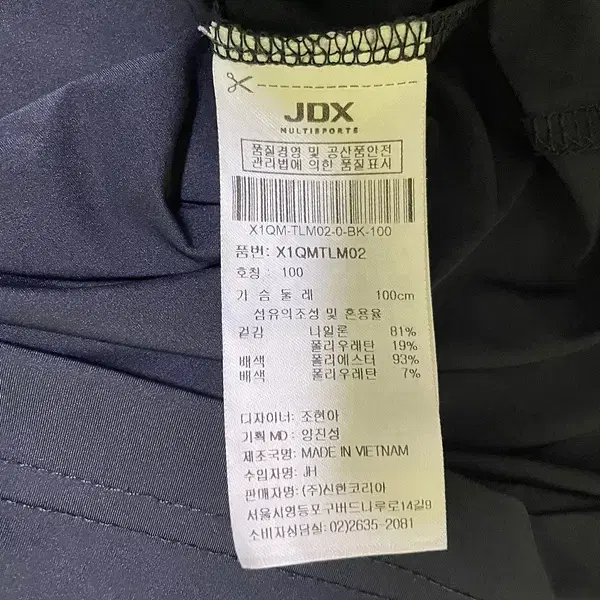 JDX
MULTISPORTS
품질경영 및 공산품안전
관리법에 의한 품질표시
X1QM-TLM02-0-BK-100
품번: X1QMTLM02
호칭 : 100
가 슴 둘 레 100cm
섬유의조성 및 혼용율
겉감 나일론 81%
폴리우레탄 19%
배색 폴리에스터 93%
배색 폴리우레탄 7%
디자이너: 조현아
기획 MD : 양진성
제조국명: MADE IN VIETNAM
수입자명: JH
판매자명: (주)신한코리아
서울시영등포구버드나루로14길9
소비자상담실: 02)2635-2081